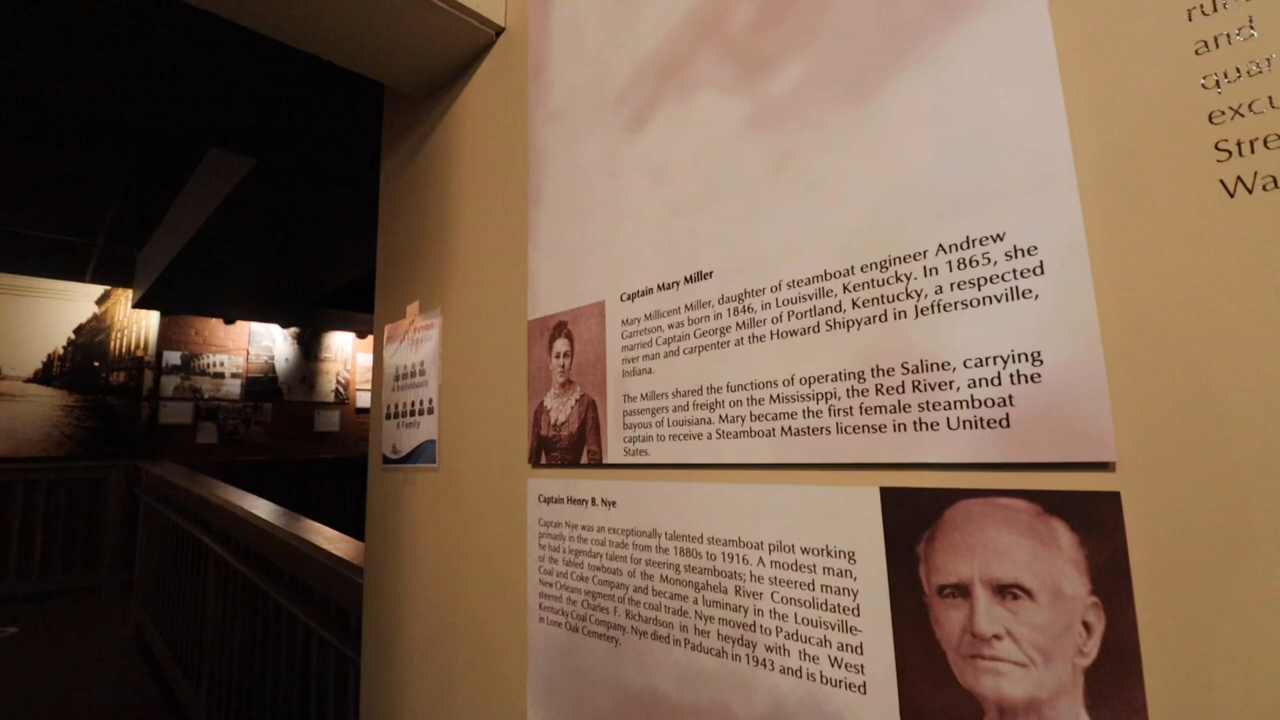 Captain Mary Miller
Mary Millicent Miller, daughter of steamboat engineer Andrew
Garretson, was born in 1846, in Louisville, Kentucky. In 1865, she
married Captain George Miller of Portland, Kentucky, a respected
river man and carpenter at the Howard Shipyard in Jeffersonville,
Indiana.
The Millers shared the functions of operating the Saline, carrying
passengers and freight on the Mississippi, the Red River, and the
bayous of Louisiana. Mary became the first female steamboat
captain to receive a Steamboat Masters license in the United
States.
Captain Henry B. Nye
Captain Nye was an exceptionally talented steamboat pilot working
primarily in the coal trade from the 1880s to 1916. A modest man,
he had a legendary talent for steering steamboats; he steered many
of the fabled towboats of the Monongahela River Consolidated
Coal and Coke Company and became a luminary in the Louisville-
New Orleans segment of the coal trade. Nye moved to Paducah and
steered the Charles F. Richardson in her heyday with the West
Kentucky Coal Company. Nye died in Paducah in 1943 and is buried
in Lone Oak Cemetery.
6 Family
and
Stre
Wa